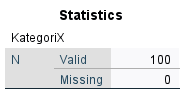 Statistics
KategoriX
N Valid 100
Missing 0